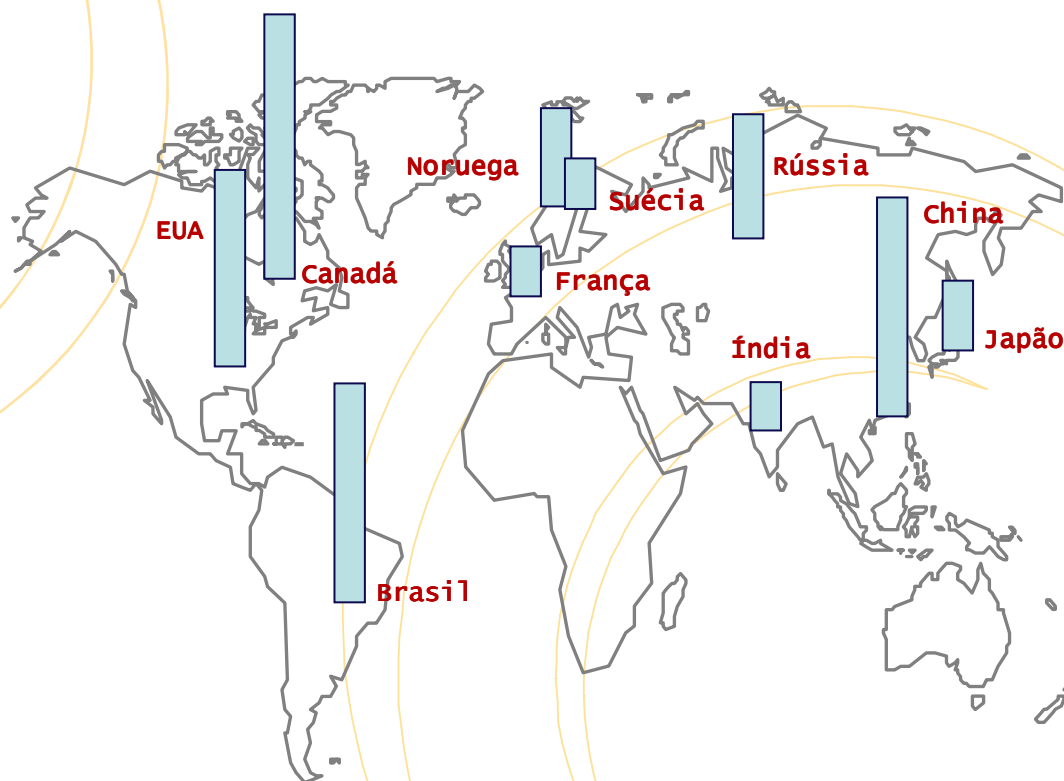 Noruega
Rússia
Suécia
China
EUA
Canadá
França
Japão
Índia
Brasil